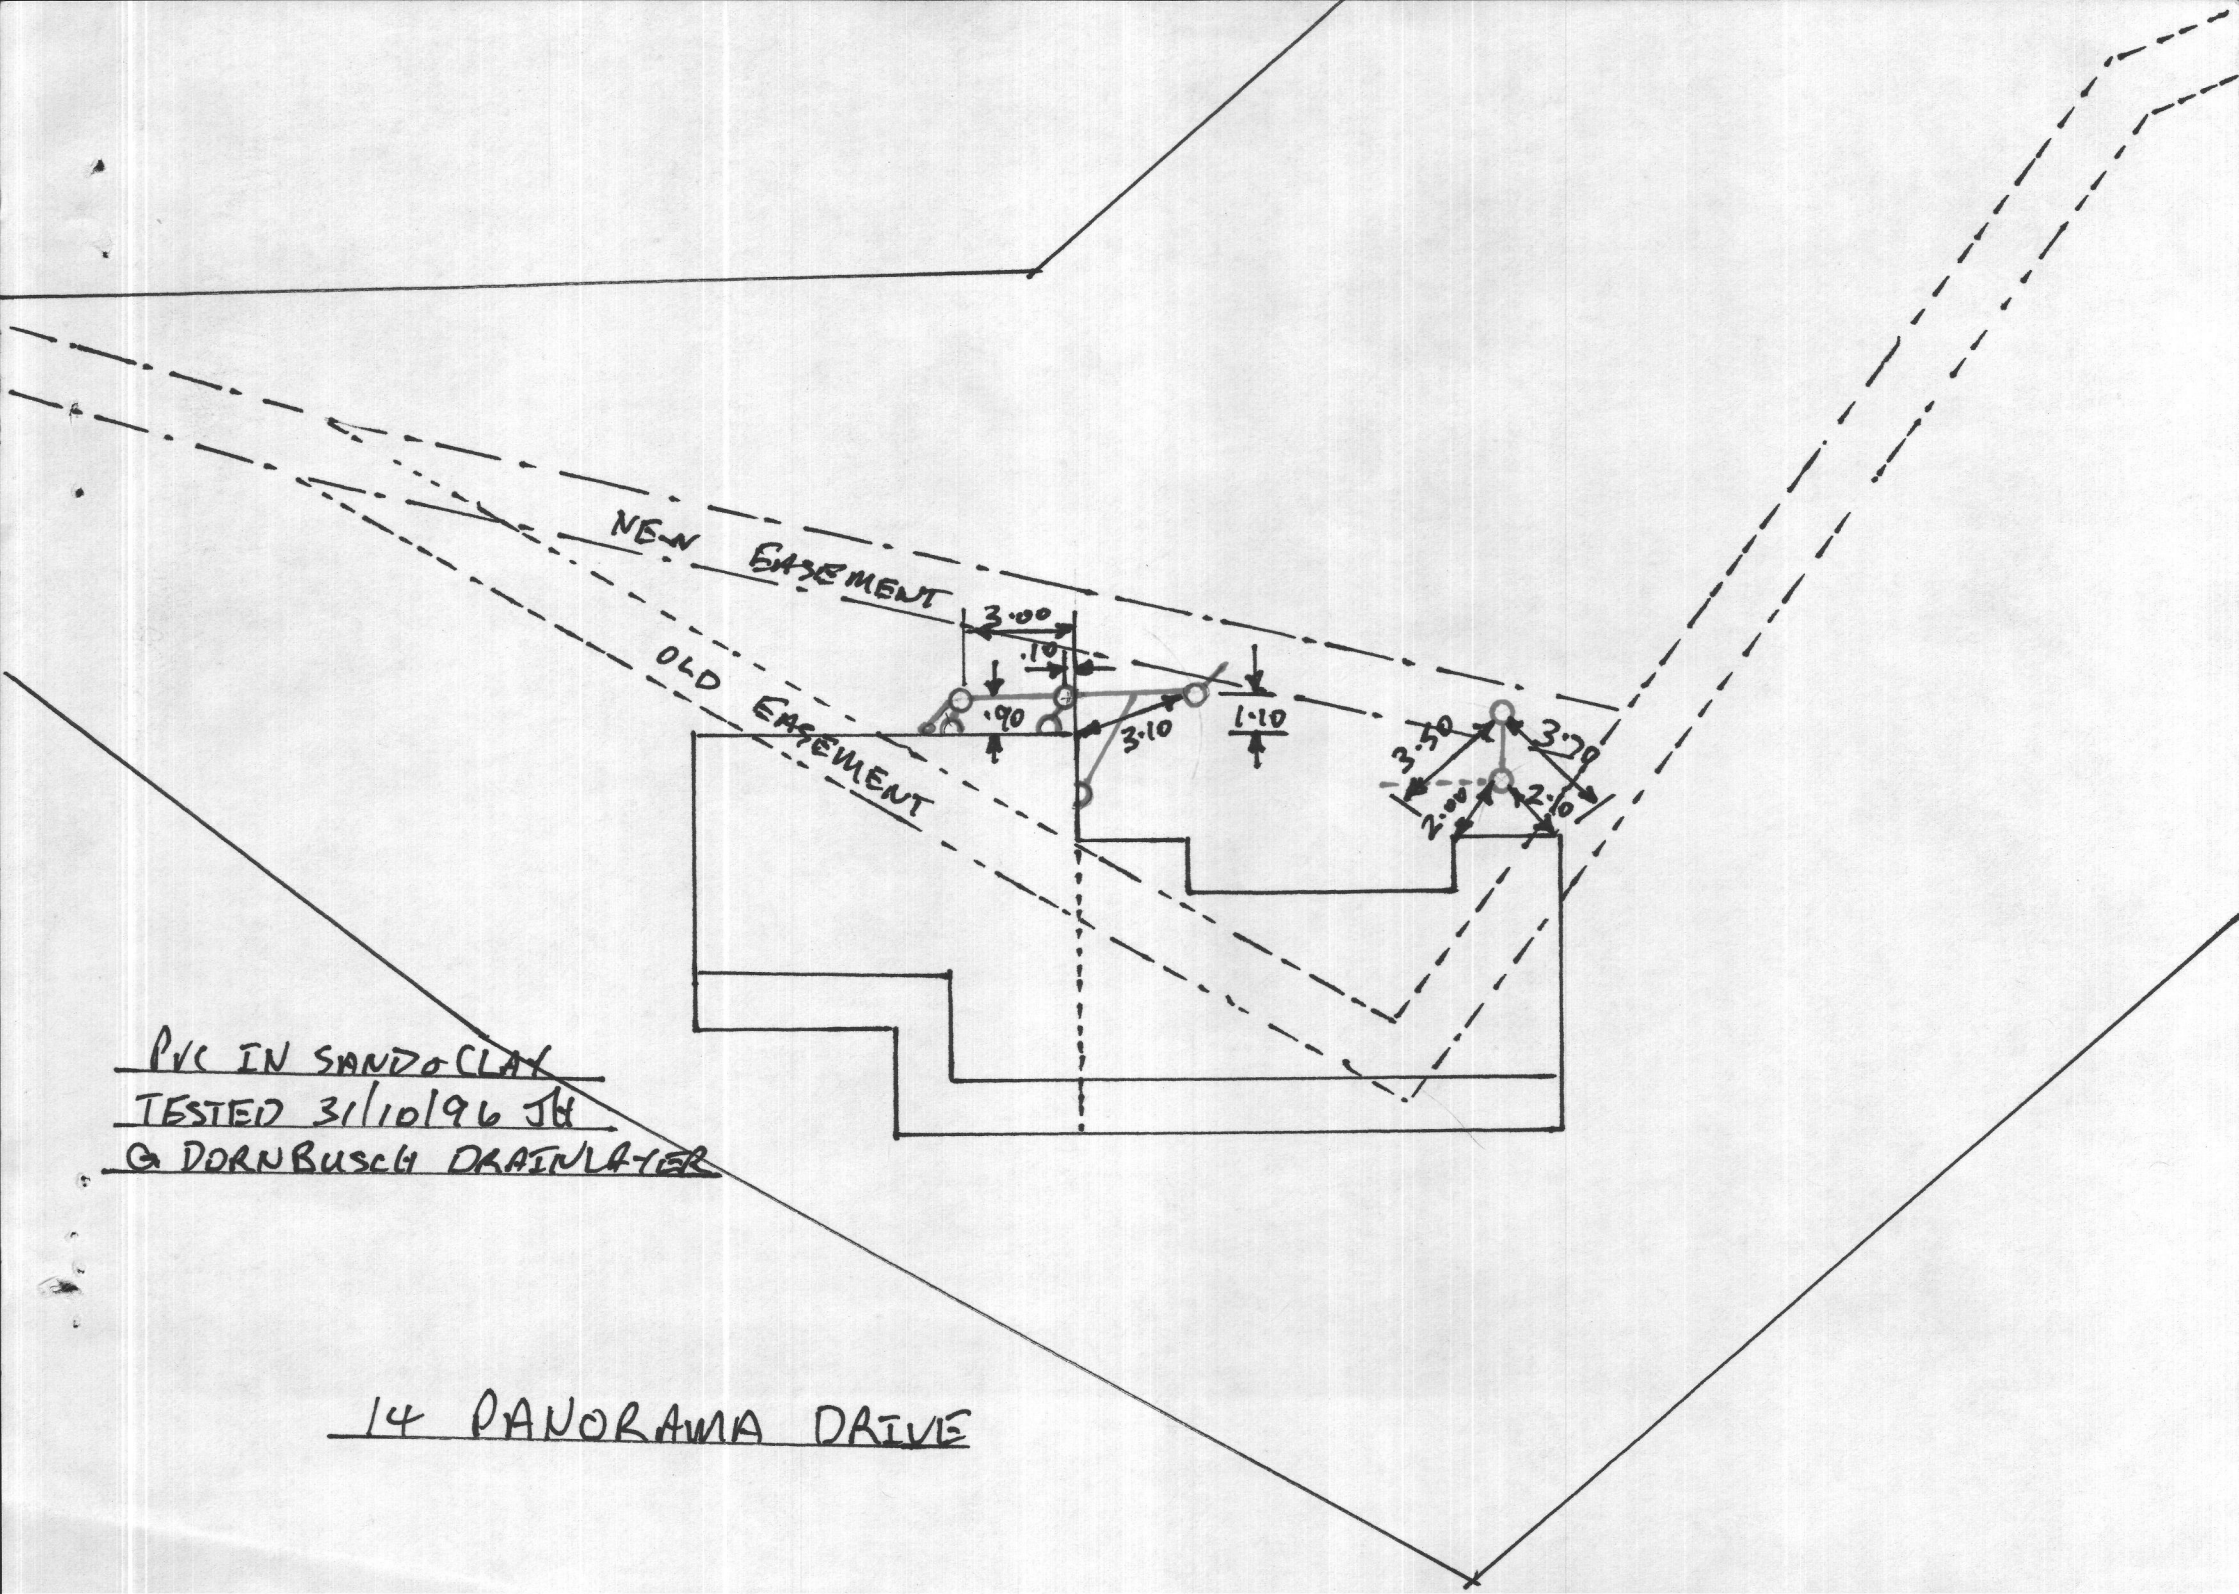 NEW EASEMENT
3.00
.10
OLD EASEMENT
.90
3.10
1.10
3.50
3.70
2.00
2.10
PVC IN SAND & CLAY
TESTED 31/10/96 JH
G DORNBUSCH DRAINLAYER
14 PANORAMA DRIVE